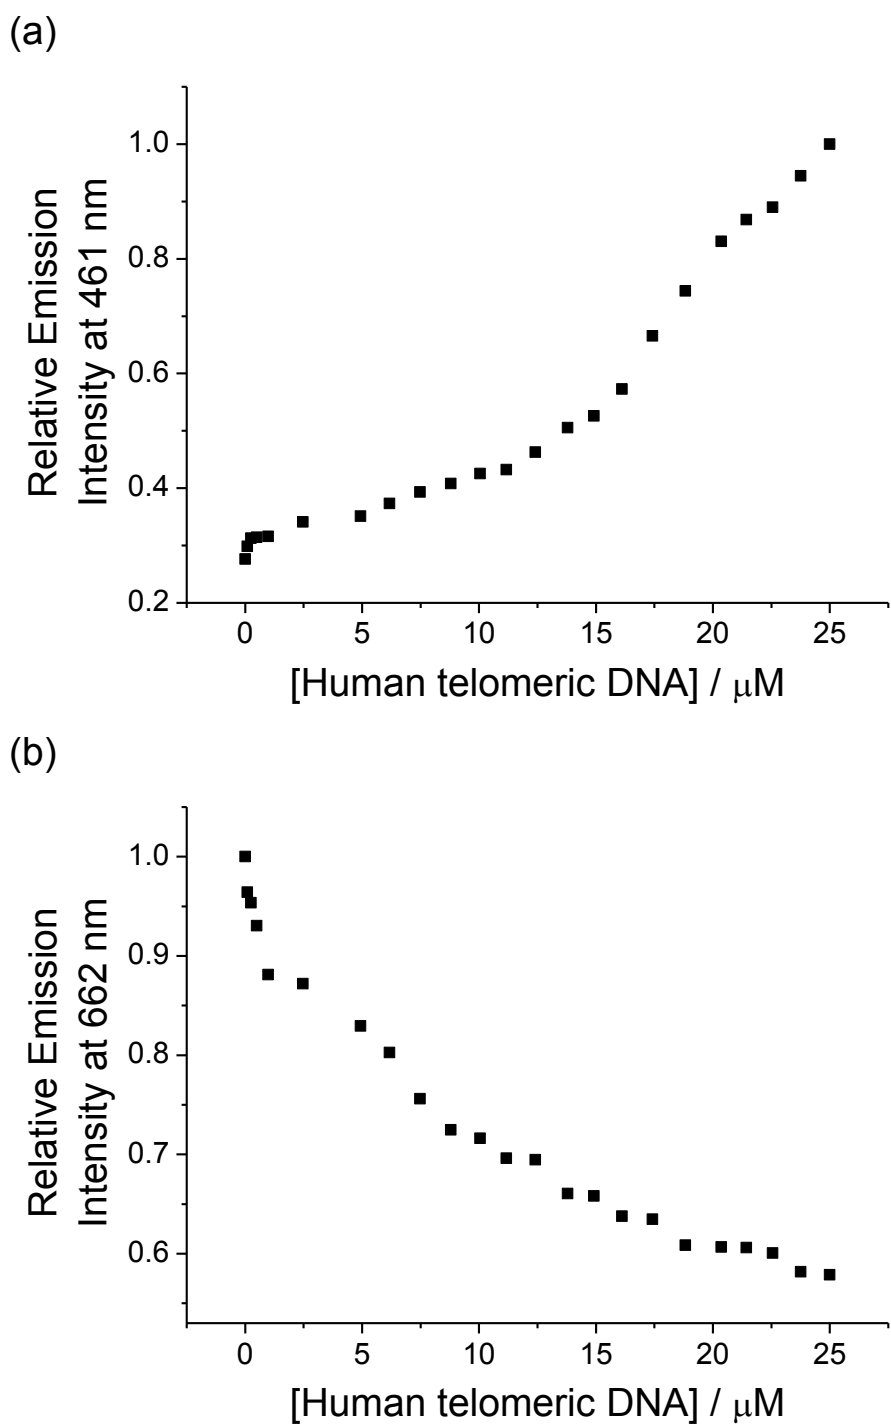 (a)
1.0
0.8
0.6
0.4
0.2
Relative Emission
Intensity at 461 nm
0 5 10 15 20 25
[Human telomeric DNA] / μM
(b)
1.0
0.9
0.8
0.7
0.6
Relative Emission
Intensity at 662 nm
0 5 10 15 20 25
[Human telomeric DNA] / μM